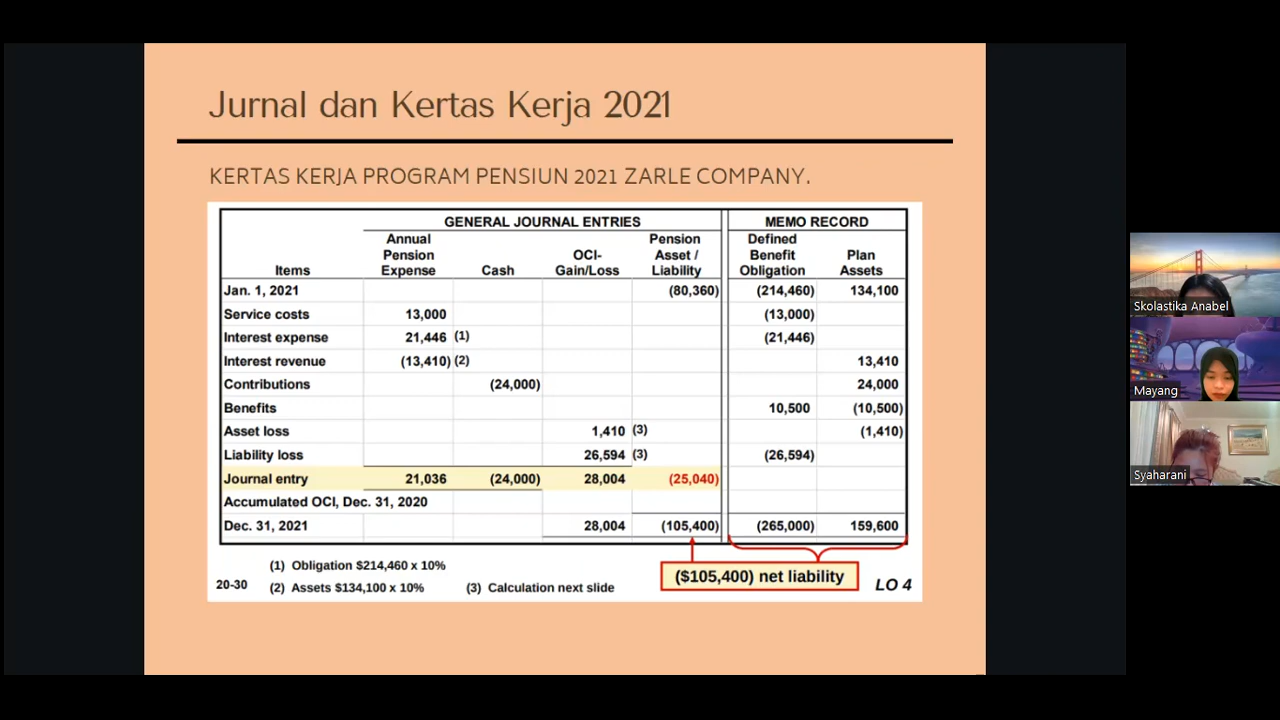 Jurnal dan Kertas Kerja 2021
KERTAS KERJA PROGRAM PENSIUN 2021 ZARLE COMPANY.
GENERAL JOURNAL ENTRIES MEMO RECORD
Items Annual Pension Expense Cash OCI-Gain/Loss Pension Asset / Liability Defined Benefit Obligation Plan Assets
Jan. 1, 2021 (80,360) (214,460) 134,100
Service costs 13,000 (13,000)
Interest expense 21,446 (1) (21,446)
Interest revenue (13,410) (2) 13,410
Contributions (24,000) 24,000
Benefits 10,500 (10,500)
Asset loss 1,410 (3) (1,410)
Liability loss 26,594 (3) (26,594)
Journal entry 21,036 (24,000) 28,004 (25,040)
Accumulated OCI, Dec. 31, 2020
Dec. 31, 2021 28,004 (105,400) (265,000) 159,600
(1) Obligation $214,460 x 10%
(2) Assets $134,100 x 10% (3) Calculation next slide
($105,400) net liability
20-30
LO 4
Skolastika Anabel
Mayang
Syaharani